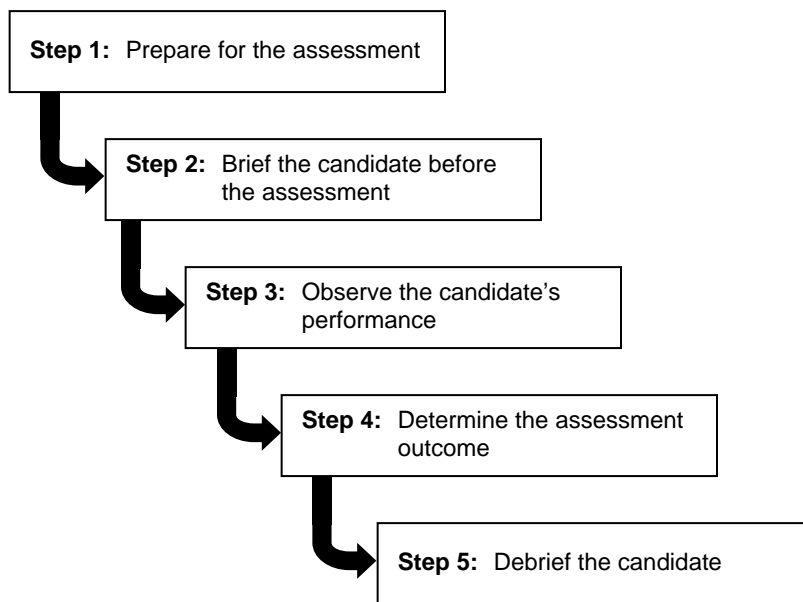 Step 1: Prepare for the assessment
Step 2: Brief the candidate before
the assessment
Step 3: Observe the candidate’s
performance
Step 4: Determine the assessment
outcome
Step 5: Debrief the candidate